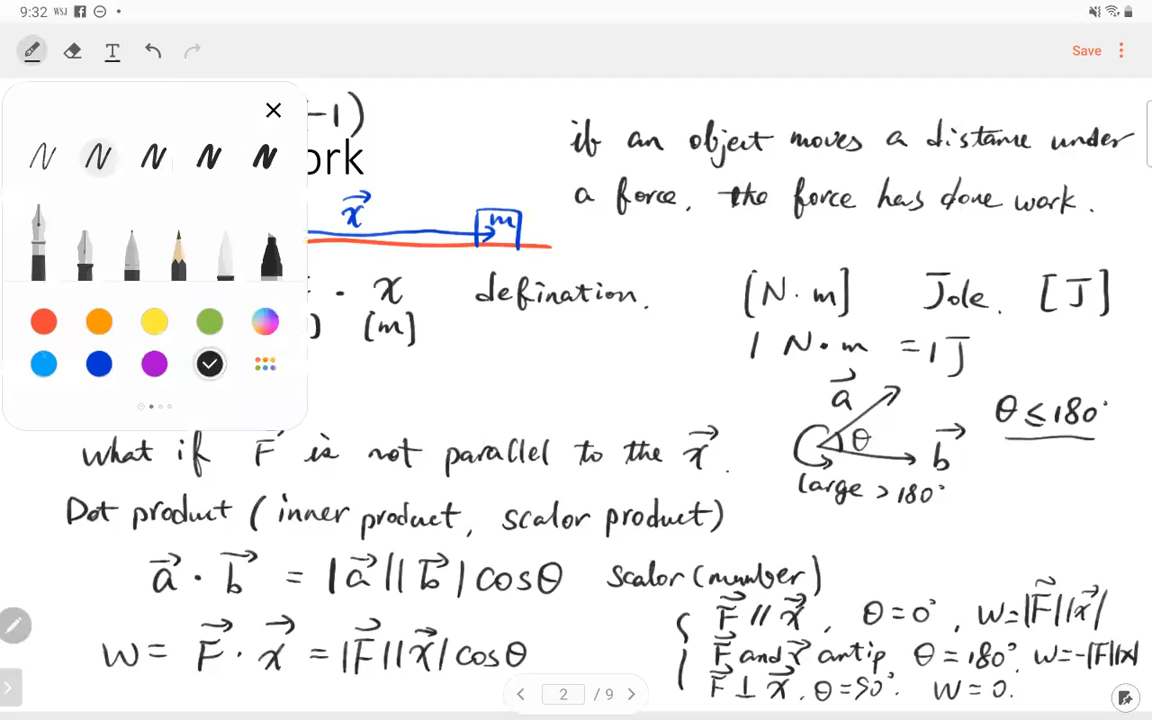 9:32 WSJ
Save
-1)
ork
if an object moves a distance under
a force, the force has done work.
x⃗ m
· x defination. [N·m] Jole. [J]
) [m] 1 N·m = 1J
a⃗ θ b⃗ θ ≤ 180°
large > 180°
what if F is not parallel to the x⃗.
Dot product (inner product, scalor product)
a⃗ · b⃗ = |a⃗||b⃗| cosθ scalor (number)
W = F⃗ · x⃗ = |F⃗||x⃗| cosθ
F⃗ // x⃗, θ = 0°, W = |F⃗||x⃗|
F⃗ and x⃗ antip θ = 180°. W = -|F||x|
F⃗ ⊥ x⃗. θ = 90°. W = 0.
2 / 9